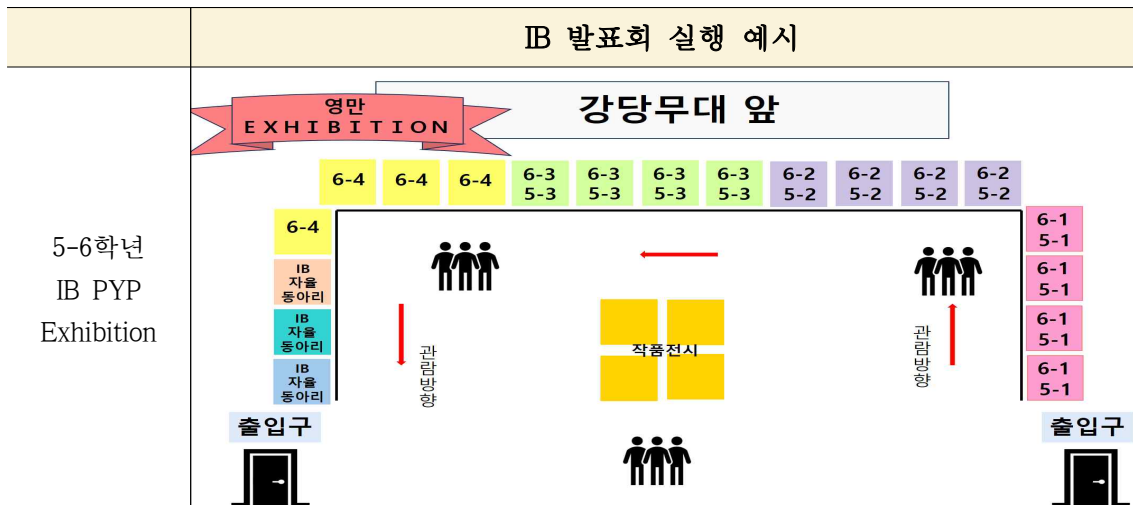 IB 발표회 실행 예시
5-6학년
IB PYP
Exhibition
영만
EXHIBITION
강당무대 앞
6-4
6-4
6-4
6-3
5-3
6-3
5-3
6-3
5-3
6-3
5-3
6-2
5-2
6-2
5-2
6-2
5-2
6-2
5-2
6-4
IB
자율
동아리
IB
자율
동아리
IB
자율
동아리
관람방향
작품전시
관람방향
6-1
5-1
6-1
5-1
6-1
5-1
6-1
5-1
출입구
출입구